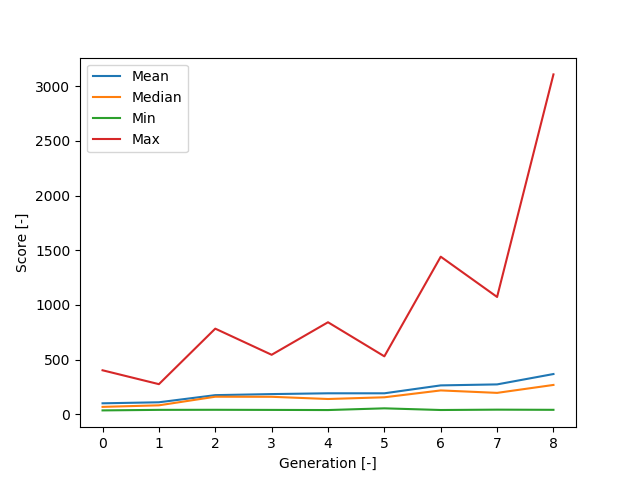 Mean
Median
Min
Max
3000
2500
2000
1500
1000
500
0
Score [-]
0 1 2 3 4 5 6 7 8
Generation [-]